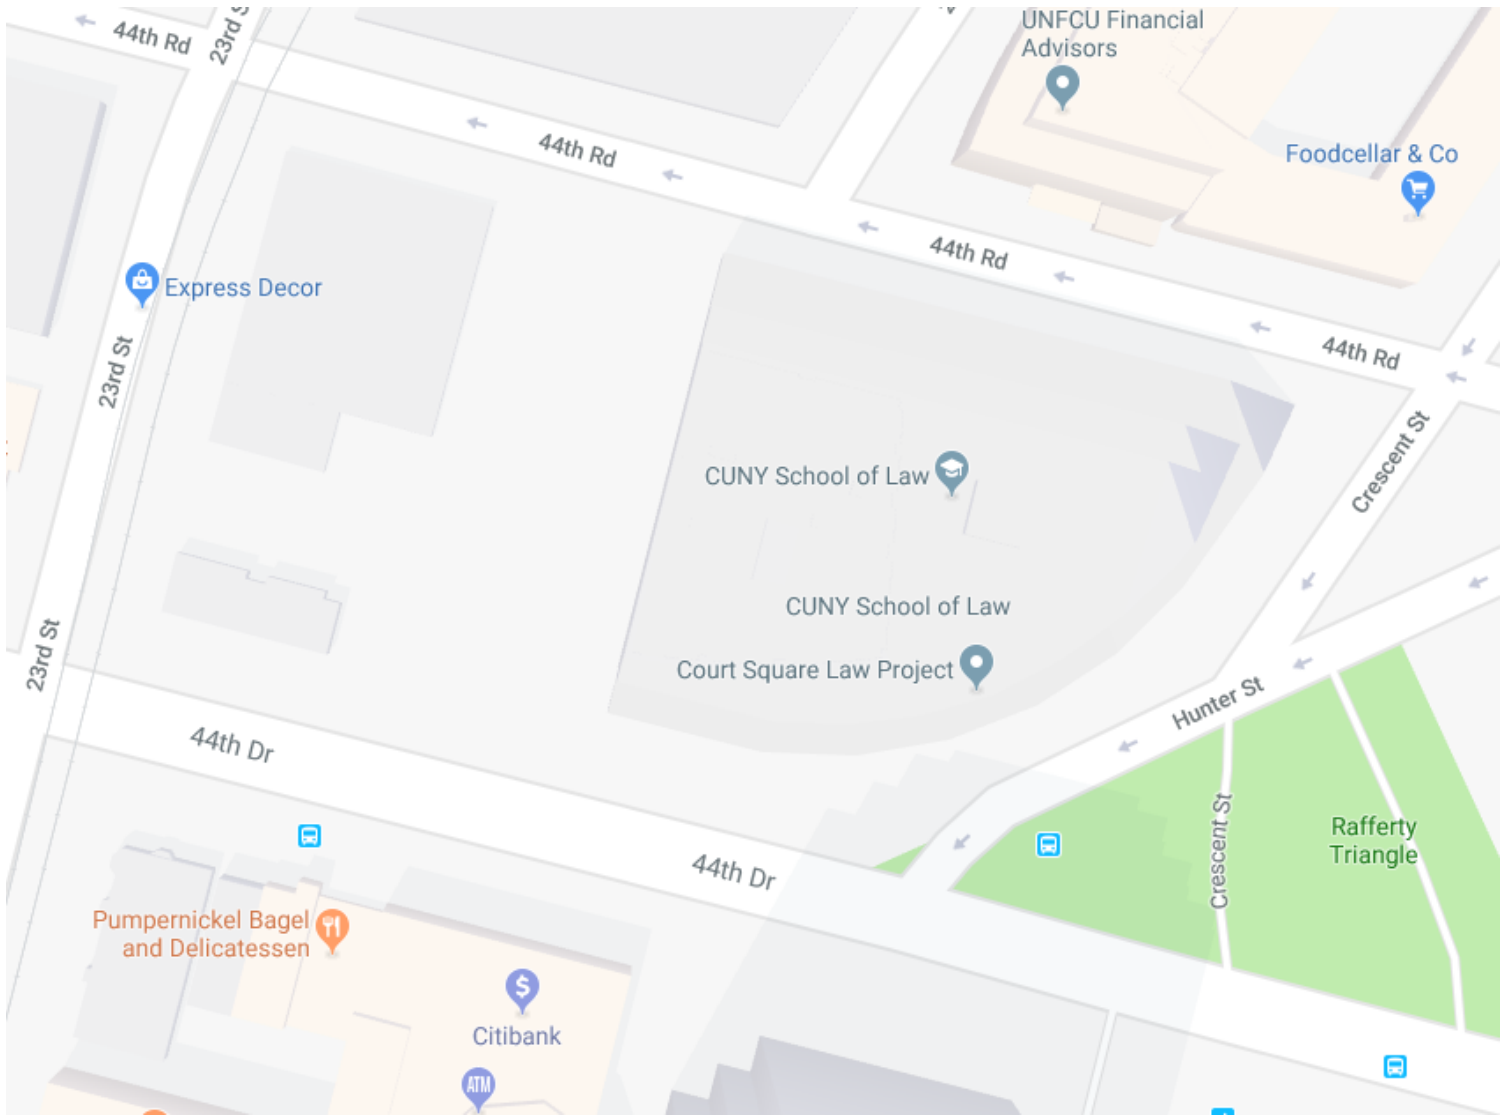 UNFCU Financial
Advisors
44th Rd
23rd S
44th Rd
Foodcellar & Co
44th Rd
Express Decor
44th Rd
23rd St
Crescent St
CUNY School of Law
CUNY School of Law
23rd St
Court Square Law Project
Hunter St
44th Dr
Crescent St
Rafferty
Triangle
44th Dr
Pumpernickel Bagel
and Delicatessen
$
Citibank
ATM